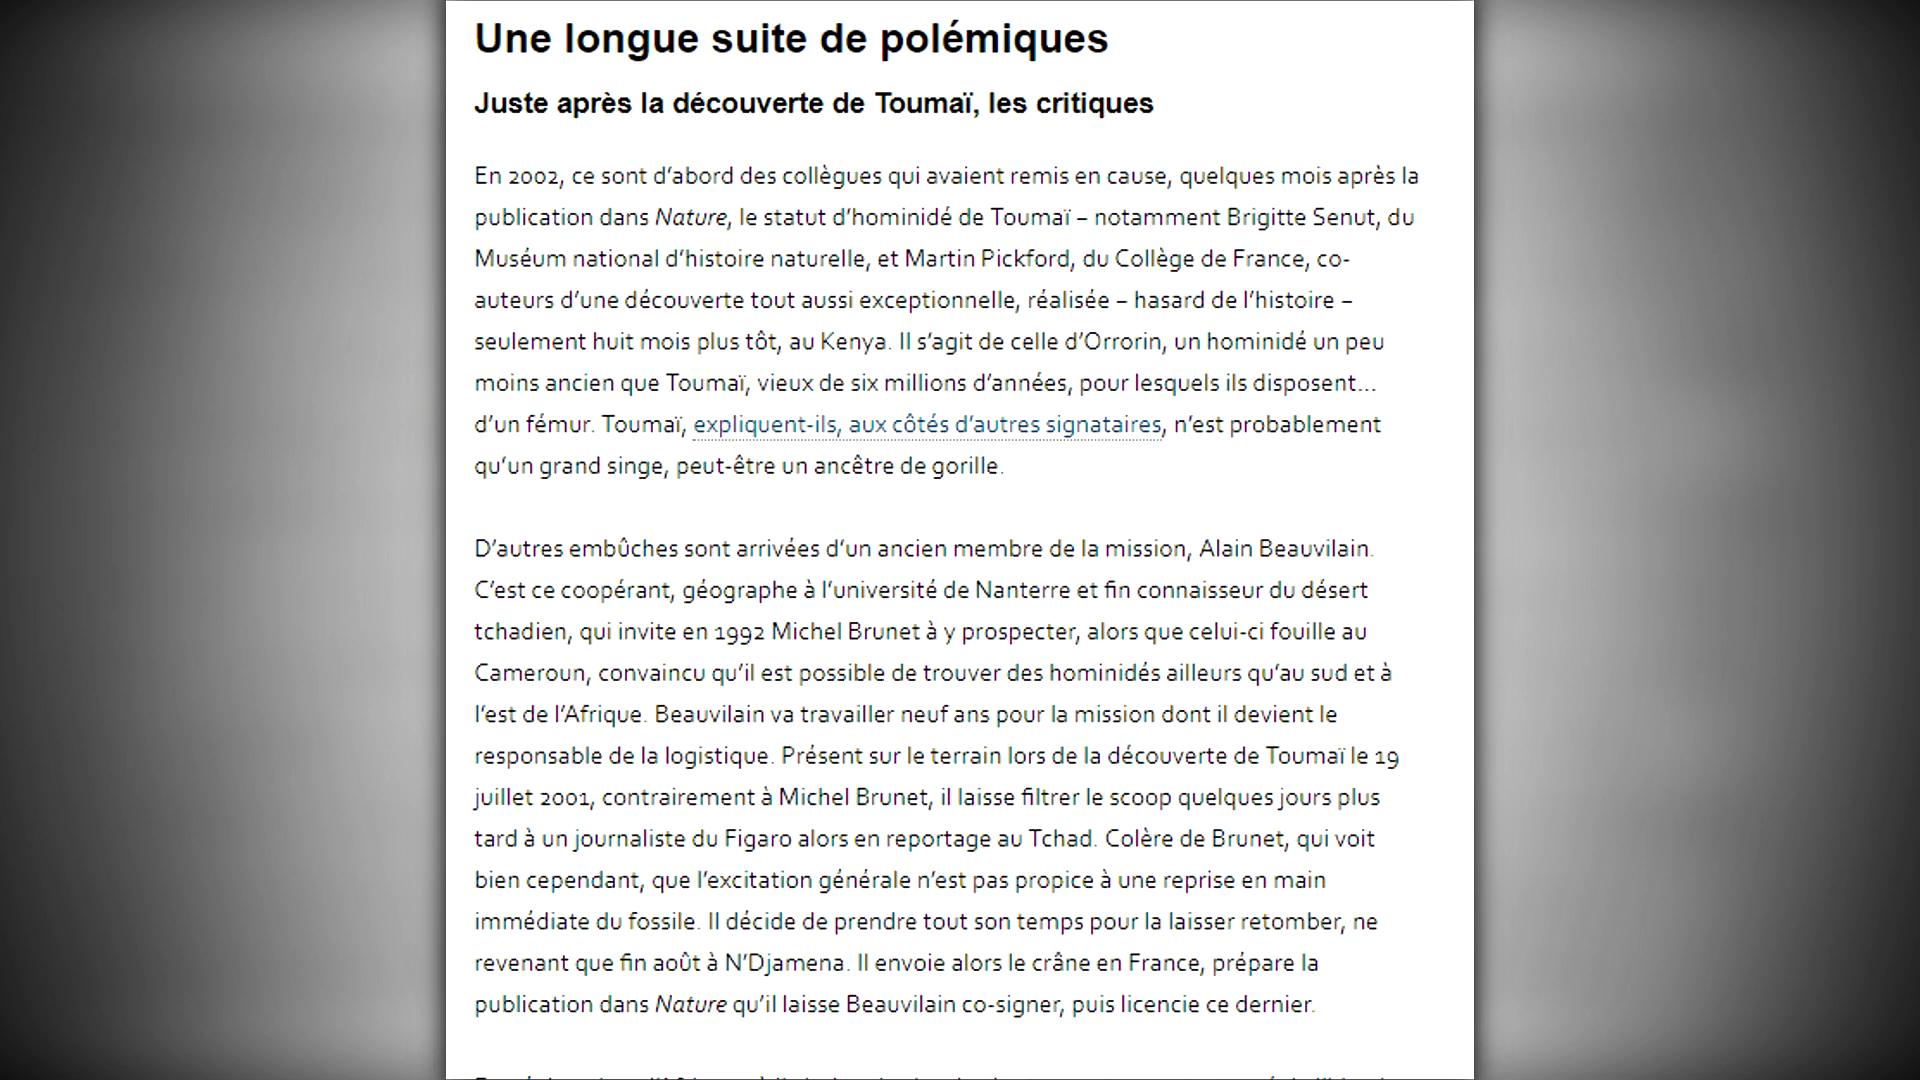 Une longue suite de polémiques
Juste après la découverte de Toumaï, les critiques
En 2002, ce sont d’abord des collègues qui avaient remis en cause, quelques mois après la
publication dans Nature, le statut d’hominidé de Toumaï – notamment Brigitte Senut, du
Muséum national d’histoire naturelle, et Martin Pickford, du Collège de France, co-
auteurs d’une découverte tout aussi exceptionnelle, réalisée – hasard de l’histoire –
seulement huit mois plus tôt, au Kenya. Il s’agit de celle d’Orrorin, un hominidé un peu
moins ancien que Toumaï, vieux de six millions d’années, pour lesquels ils disposent…
d’un fémur. Toumaï, expliquent-ils, aux côtés d’autres signataires, n’est probablement
qu’un grand singe, peut-être un ancêtre de gorille.
D’autres embûches sont arrivées d’un ancien membre de la mission, Alain Beauvilain.
C’est ce coopérant, géographe à l’université de Nanterre et fin connaisseur du désert
tchadien, qui invite en 1992 Michel Brunet à y prospecter, alors que celui-ci fouille au
Cameroun, convaincu qu’il est possible de trouver des hominidés ailleurs qu’au sud et à
l’est de l’Afrique. Beauvilain va travailler neuf ans pour la mission dont il devient le
responsable de la logistique. Présent sur le terrain lors de la découverte de Toumaï le 19
juillet 2001, contrairement à Michel Brunet, il laisse filtrer le scoop quelques jours plus
tard à un journaliste du Figaro alors en reportage au Tchad. Colère de Brunet, qui voit
bien cependant, que l’excitation générale n’est pas propice à une reprise en main
immédiate du fossile. Il décide de prendre tout son temps pour la laisser retomber, ne
revenant que fin août à N’Djamena. Il envoie alors le crâne en France, prépare la
publication dans Nature qu’il laisse Beauvilain co-signer, puis licencie ce dernier.